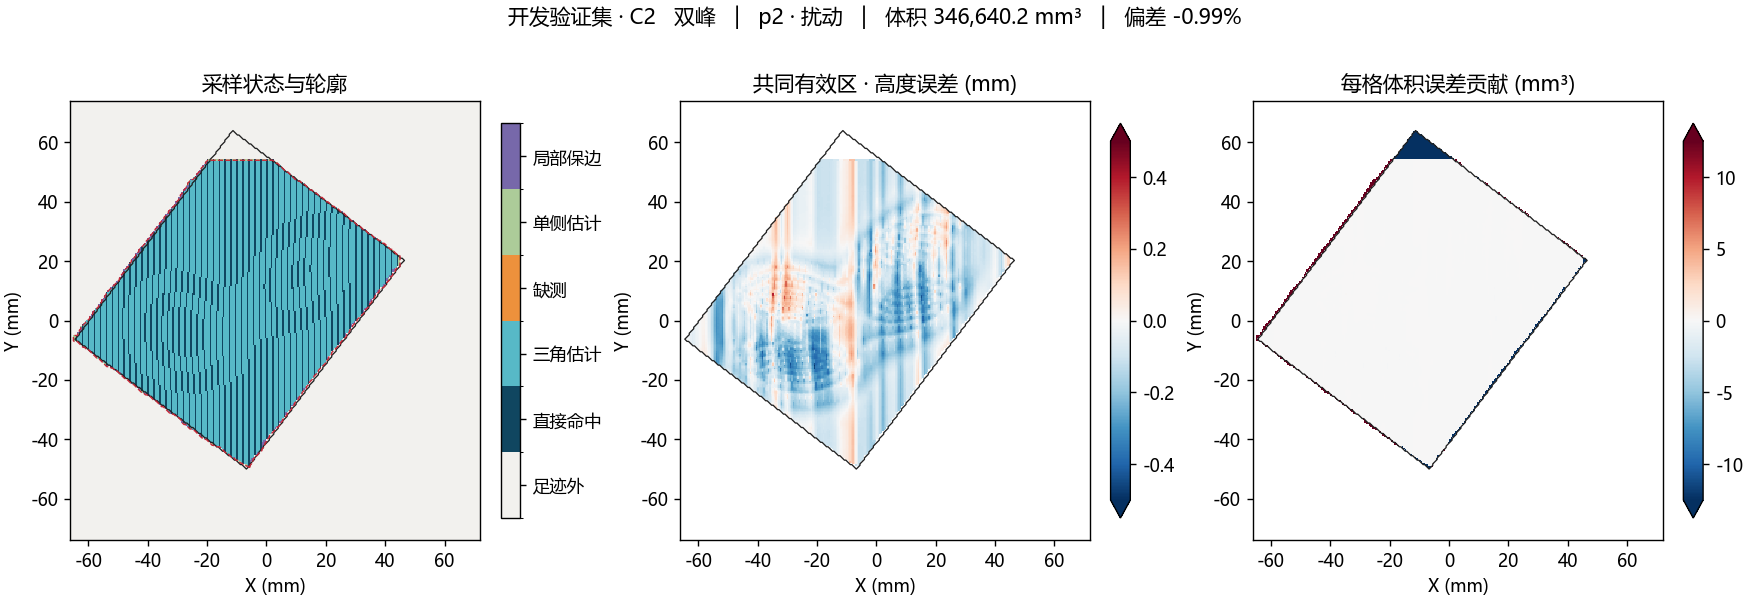 开发验证集 · C2 双峰 | p2 · 扰动 | 体积 346,640.2 mm³ | 偏差 -0.99%
采样状态与轮廓
Y (mm)
60
40
20
0
-20
-40
-60
-60 -40 -20 0 20 40 60
X (mm)
局部保边
单侧估计
缺测
三角估计
直接命中
足迹外
共同有效区 · 高度误差 (mm)
Y (mm)
60
40
20
0
-20
-40
-60
-60 -40 -20 0 20 40 60
X (mm)
0.4
0.2
0.0
-0.2
-0.4
每格体积误差贡献 (mm³)
Y (mm)
60
40
20
0
-20
-40
-60
-60 -40 -20 0 20 40 60
X (mm)
10
5
0
-5
-10